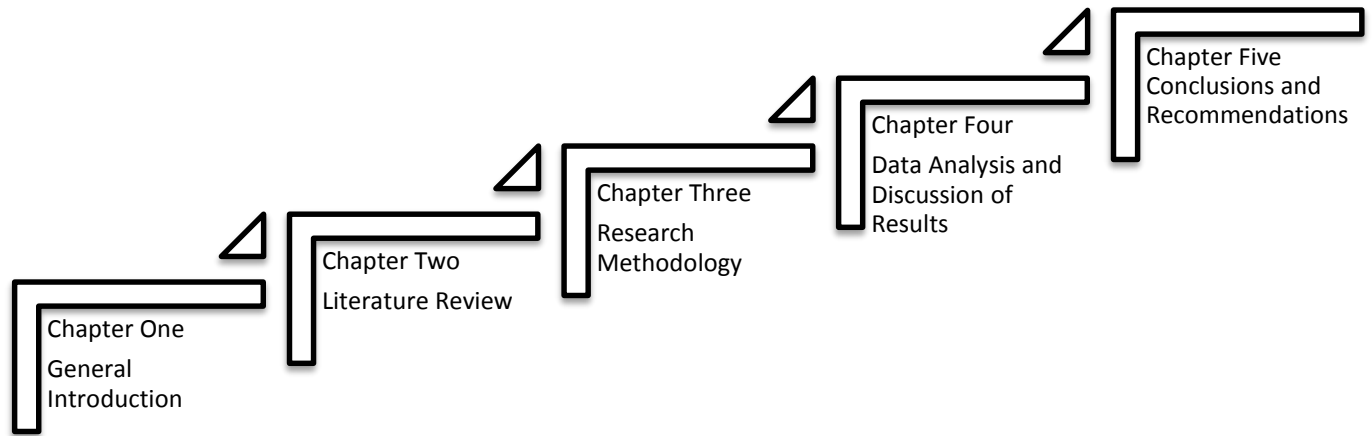 Chapter One
General
Introduction
Chapter Two
Literature Review
Chapter Three
Research
Methodology
Chapter Four
Data Analysis and
Discussion of
Results
Chapter Five
Conclusions and
Recommendations